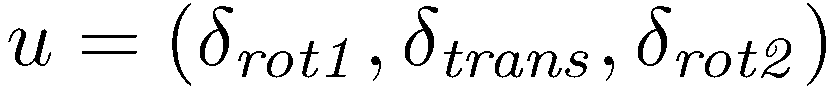 u = (δ_{rot1}, δ_{trans}, δ_{rot2})